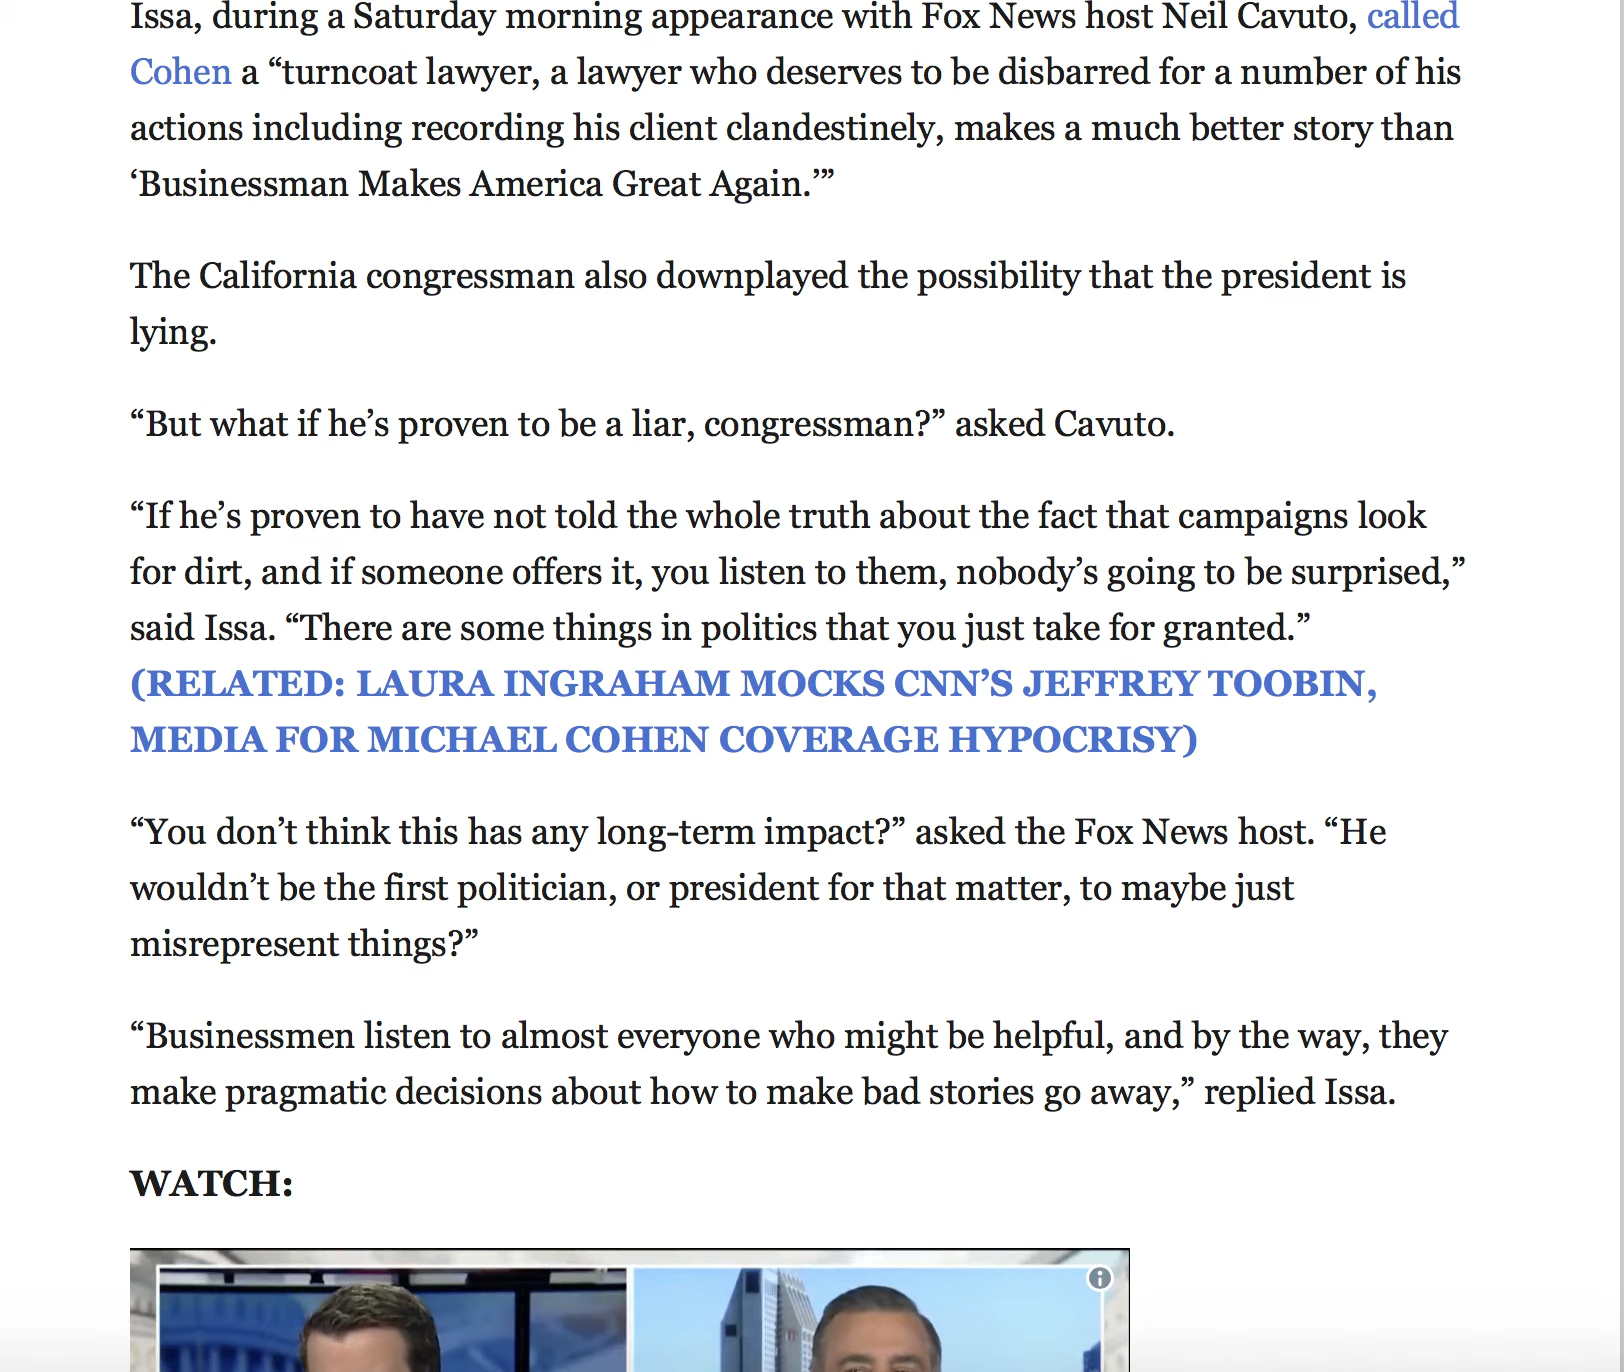 Issa, during a Saturday morning appearance with Fox News host Neil Cavuto, called
Cohen a “turncoat lawyer, a lawyer who deserves to be disbarred for a number of his
actions including recording his client clandestinely, makes a much better story than
‘Businessman Makes America Great Again.’”
The California congressman also downplayed the possibility that the president is
lying.
“But what if he’s proven to be a liar, congressman?” asked Cavuto.
“If he’s proven to have not told the whole truth about the fact that campaigns look
for dirt, and if someone offers it, you listen to them, nobody’s going to be surprised,”
said Issa. “There are some things in politics that you just take for granted.”
(RELATED: LAURA INGRAHAM MOCKS CNN’S JEFFREY TOOBIN,
MEDIA FOR MICHAEL COHEN COVERAGE HYPOCRISY)
“You don’t think this has any long-term impact?” asked the Fox News host. “He
wouldn’t be the first politician, or president for that matter, to maybe just
misrepresent things?”
“Businessmen listen to almost everyone who might be helpful, and by the way, they
make pragmatic decisions about how to make bad stories go away,” replied Issa.
WATCH: